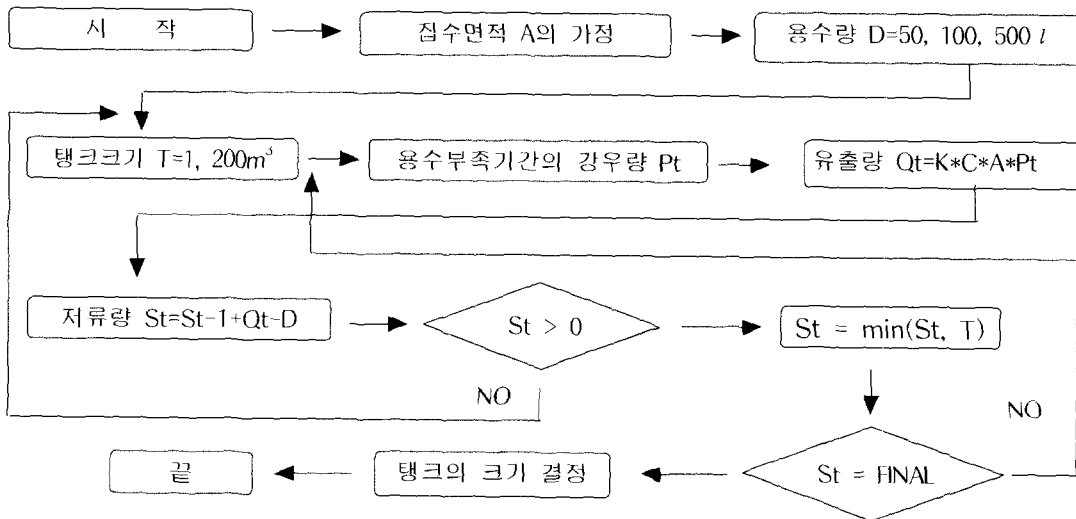 시 작
집수면적 A의 가정
용수량 D=50, 100, 500 l
탱크크기 T=1, 200m³
용수부족기간의 강우량 Pt
유출량 Qt=K*C*A*Pt
저류량 St=St-1+Qt-D
St > 0
St = min(St, T)
NO
NO
끝
탱크의 크기 결정
St = FINAL